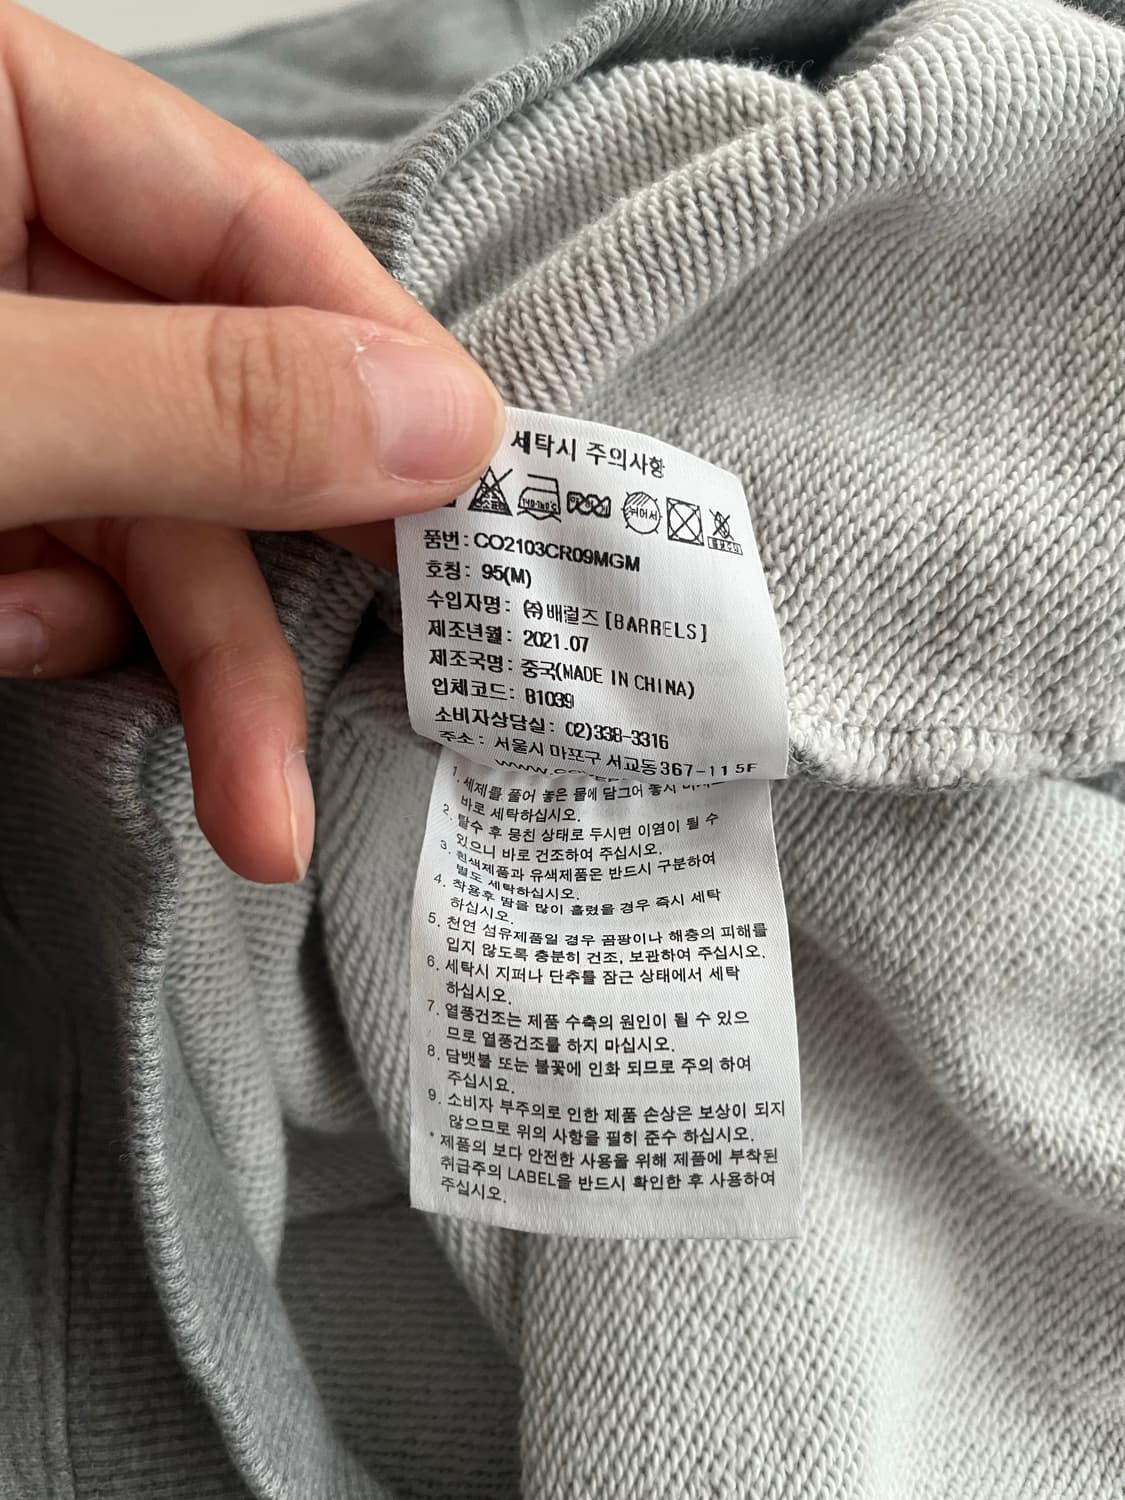 세탁시 주의사항
140-160℃
뉘어서
품번: CO2103CR09MGM
호칭: 95(M)
수입자명: ㈜배럴즈 [BARRELS]
제조년월: 2021.07
제조국명: 중국(MADE IN CHINA)
업체코드: B1039
소비자상담실: 02)338-3316
주소: 서울시 마포구 서교동367-11 5F
1. 세제를 풀어 놓은 물에 담그어 놓지
바로 세탁하십시오.
2. 탈수 후 뭉친 상태로 두시면 이염이 될 수
있으니 바로 건조하여 주십시오.
3. 흰색제품과 유색제품은 반드시 구분하여
별도 세탁하십시오.
4. 착용후 땀을 많이 흘렸을 경우 즉시 세탁
하십시오.
5. 천연 섬유제품일 경우 곰팡이나 해충의 피해를
입지 않도록 충분히 건조, 보관하여 주십시오.
6. 세탁시 지퍼나 단추를 잠근 상태에서 세탁
하십시오.
7. 열풍건조는 제품 수축의 원인이 될 수 있으
므로 열풍건조를 하지 마십시오.
8. 담뱃불 또는 불꽃에 인화 되므로 주의 하여
주십시요.
9. 소비자 부주의로 인한 제품 손상은 보상이 되지
않으므로 위의 사항을 필히 준수 하십시오.
* 제품의 보다 안전한 사용을 위해 제품에 부착된
취급주의 LABEL을 반드시 확인한 후 사용하여
주십시오.